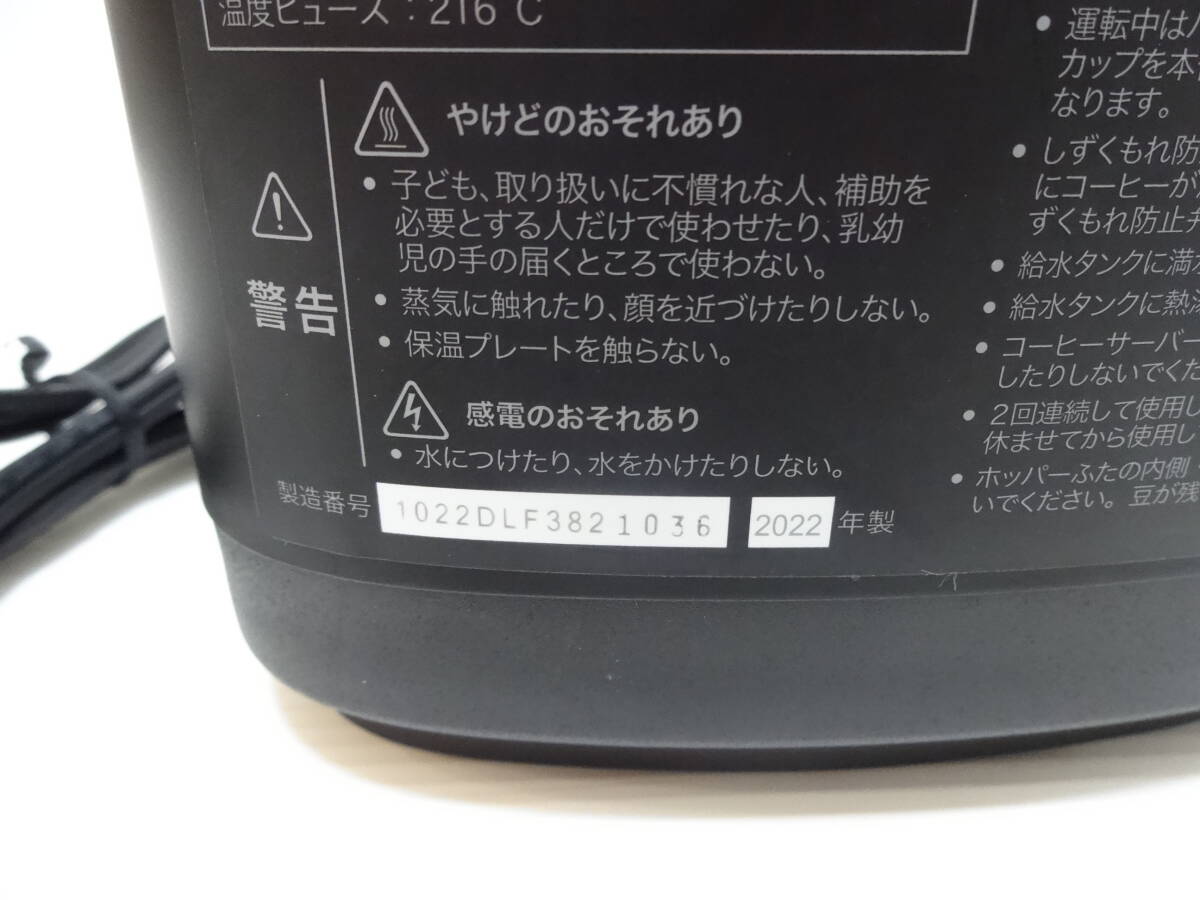 温度ヒューズ：216℃
やけどのおそれあり
• 子ども、取り扱いに不慣れな人、補助を
必要とする人だけで使わせたり、乳幼
児の手の届くところで使わない。
• 蒸気に触れたり、顔を近づけたりしない。
• 保温プレートを触らない。
警告
感電のおそれあり
• 水につけたり、水をかけたりしない。
製造番号 1022DLF3821036 2022 年製
• 運転中は
カップを本
なります。
• しずくもれ防
にコーヒーが
ずくもれ防止
• 給水タンクに満
• 給水タンクに熱
• コーヒーサーバー
したりしないでくだ
• 2回連続して使用し
休ませてから使用し
• ホッパーふたの内側
いでください。豆が残